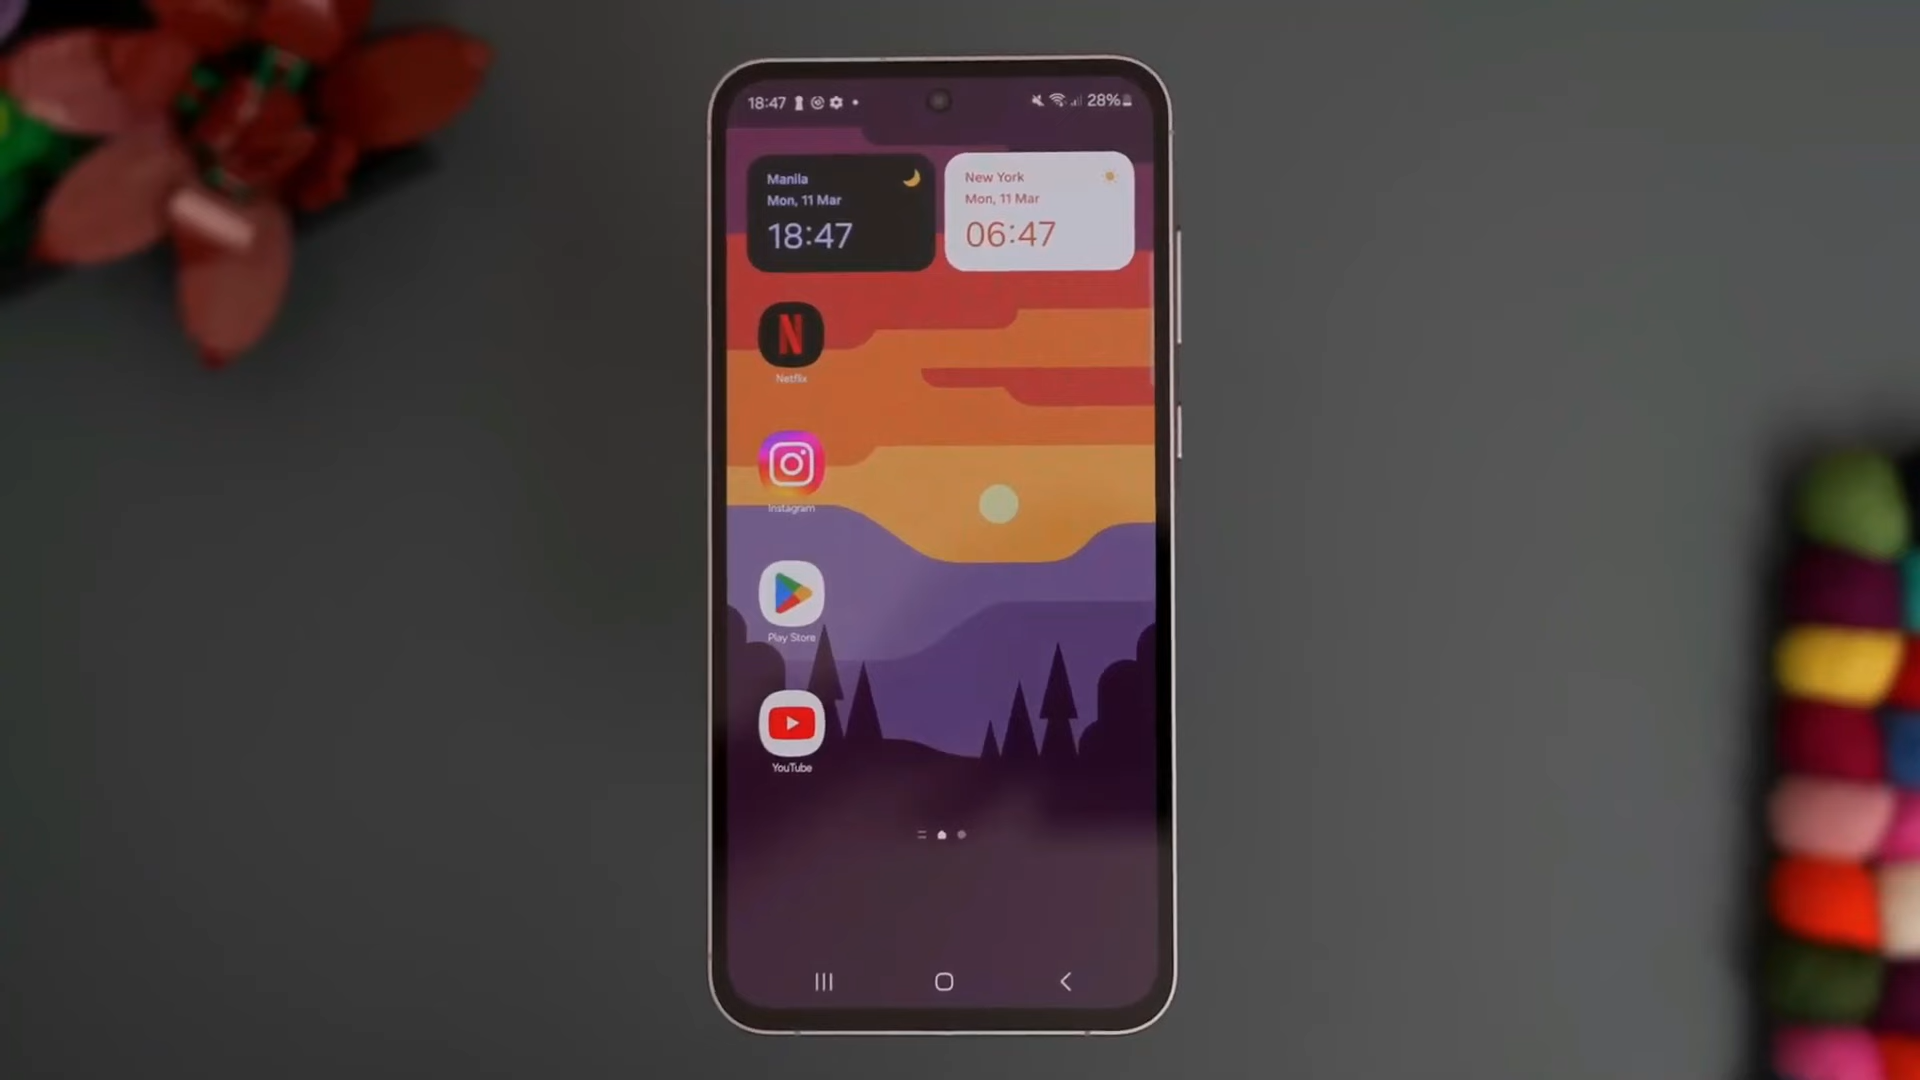 18:47
28%
Manila
Mon, 11 Mar
18:47
New York
Mon, 11 Mar
06:47
N
Netflix
Instagram
Play Store
YouTube